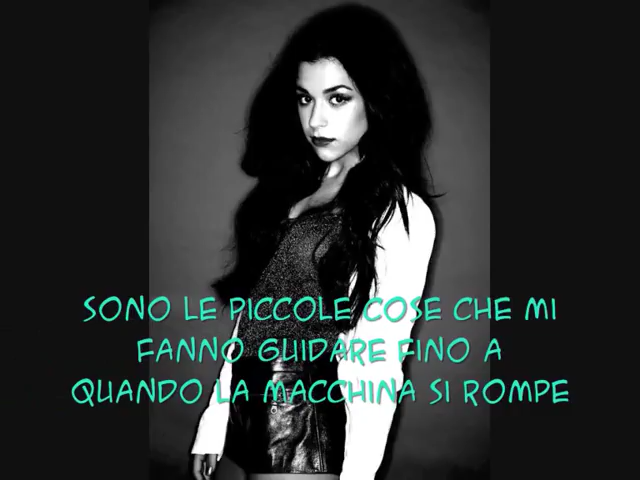 SONO LE PICCOLE COSE CHE MI
FANNO GUIDARE FINO A
QUANDO LA MACCHINA SI ROMPE